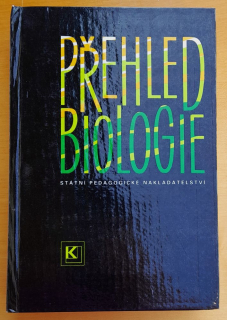 PŘEHLED
BIOLOGIE
STÁTNÍ PEDAGOGICKÉ NAKLADATELSTVÍ
K